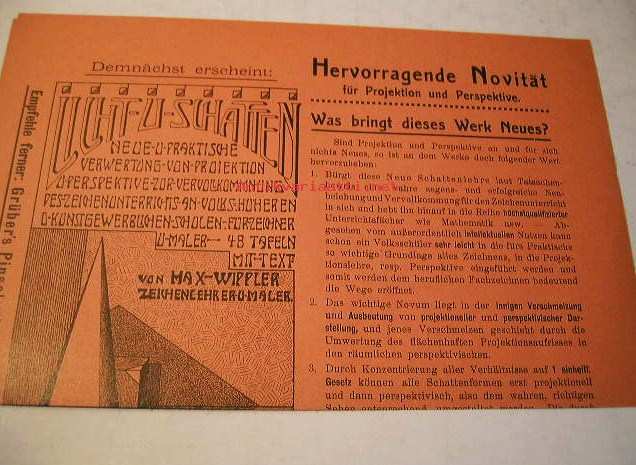 Demnächst erscheint:
LICHT-U-SCHATTEN
NEUE-U-PRAKTISCHE
VERWERTUNG-VON-PROJEKTION
U-PERSPEKTIVE-ZUR-VERVOLKOMNUNG
DES ZEICHENUNTERICHTS-AN-VOLKS-HÖHEREN
U-KUNSTGEWERBLICHEN-SCHULEN-FÜR ZEICHNER
U-MALER — 48 TAFELN
MIT-TEXT
VON MAX-WIPPLER
ZEICHENLEHRER-U-MALER
Empfehle ferner Grüber's
Hervorragende Novität
für Projektion und Perspektive.
Was bringt dieses Werk Neues?
Sind Projektion und Perspektive an und für sich
nichts Neues, so ist an dem Werke doch folgender Wert
hervorzuheben:
1. Bürgt diese Neue Schattenlehre laut Tatsachen-
segens- und erfolgreiche Neu-
belebung und Vervollkommnung für den Zeichenunterricht
in sich und hebt ihn hinauf in die Reihe hochqualifizierter
Unterrichtsfächer wie Mathematik usw. Ab-
gesehen vom außerordentlich intellektuellen Nutzen kann
schon ein Volksschüler sehr leicht in die fürs Praktische
so wichtige Grundlage alles Zeichnens, in die Projek-
tionslehre, resp. Perspektive eingeführt werden und
somit werden dem beruflichen Fachzeichnen bedeutend
die Wege eröffnet.
2. Das wichtige Novum liegt in der innigen Verschmelzung
und Ausbeutung von projektioneller und perspektivischer Dar-
stellung, und jenes Verschmelzen geschieht durch die
Umwertung des flächenhaften Projektionsaufrisses in
den räumlichen perspektivischen.
3. Durch Konzentrierung aller Verhältnisse auf 1 einheitl.
Gesetz können alle Schattenformen erst projektionell
und dann perspektivisch, also dem wahren, richtigen
Sehen entsprechend, umgestaltet werden. Die durch